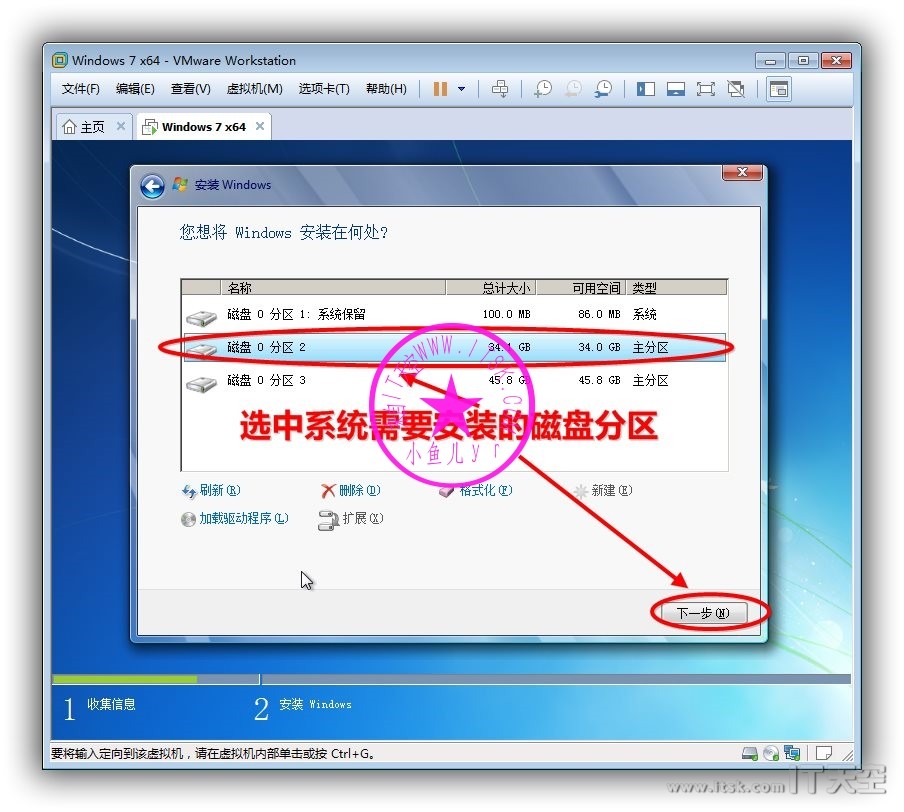 Windows 7 x64 - VMware Workstation
文件(F) 编辑(E) 查看(V) 虚拟机(M) 选项卡(T) 帮助(H)
主页 Windows 7 x64
安装 Windows
您想将 Windows 安装在何处?
名称 总计大小 可用空间 类型
磁盘 0 分区 1: 系统保留 100.0 MB 86.0 MB 系统
磁盘 0 分区 2 34.1 GB 34.0 GB 主分区
磁盘 0 分区 3 45.8 GB 45.8 GB 主分区
选中系统需要安装的磁盘分区
小鱼儿yr
刷新(R) 删除(D) 格式化(F) 新建(E)
加载驱动程序(L) 扩展(X)
下一步(N)
1 收集信息 2 安装 Windows
要将输入定向到该虚拟机，请在虚拟机内部单击或按 Ctrl+G。
www.itsk.com IT天空